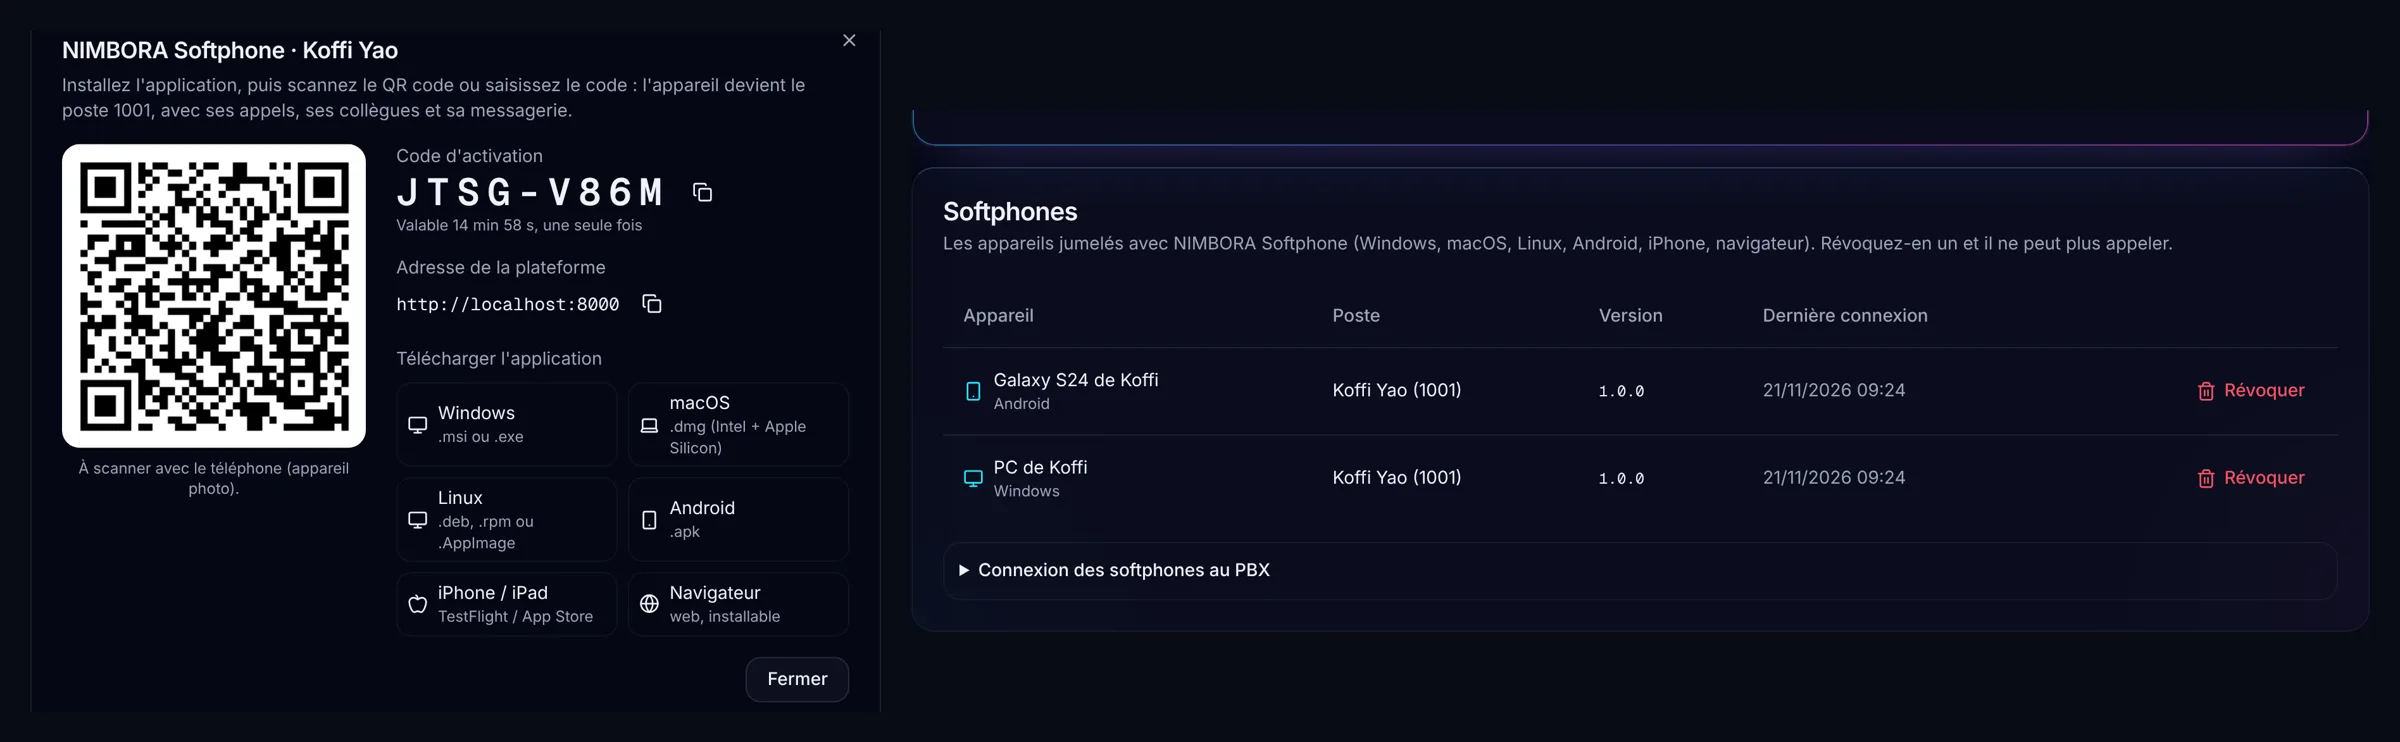 NIMBORA Softphone · Koffi Yao
Installez l'application, puis scannez le QR code ou saisissez le code : l'appareil devient le
poste 1001, avec ses appels, ses collègues et sa messagerie.
À scanner avec le téléphone (appareil
photo).
Code d'activation
JTSG-V86M
Valable 14 min 58 s, une seule fois
Adresse de la plateforme
http://localhost:8000
Télécharger l'application
Windows
.msi ou .exe
macOS
.dmg (Intel + Apple
Silicon)
Linux
.deb, .rpm ou
.AppImage
Android
.apk
iPhone / iPad
TestFlight / App Store
Navigateur
web, installable
Fermer
Softphones
Les appareils jumelés avec NIMBORA Softphone (Windows, macOS, Linux, Android, iPhone, navigateur). Révoquez-en un et il ne peut plus appeler.
Appareil Poste Version Dernière connexion
Galaxy S24 de Koffi
Android
Koffi Yao (1001) 1.0.0 21/11/2026 09:24 Révoquer
PC de Koffi
Windows
Koffi Yao (1001) 1.0.0 21/11/2026 09:24 Révoquer
Connexion des softphones au PBX